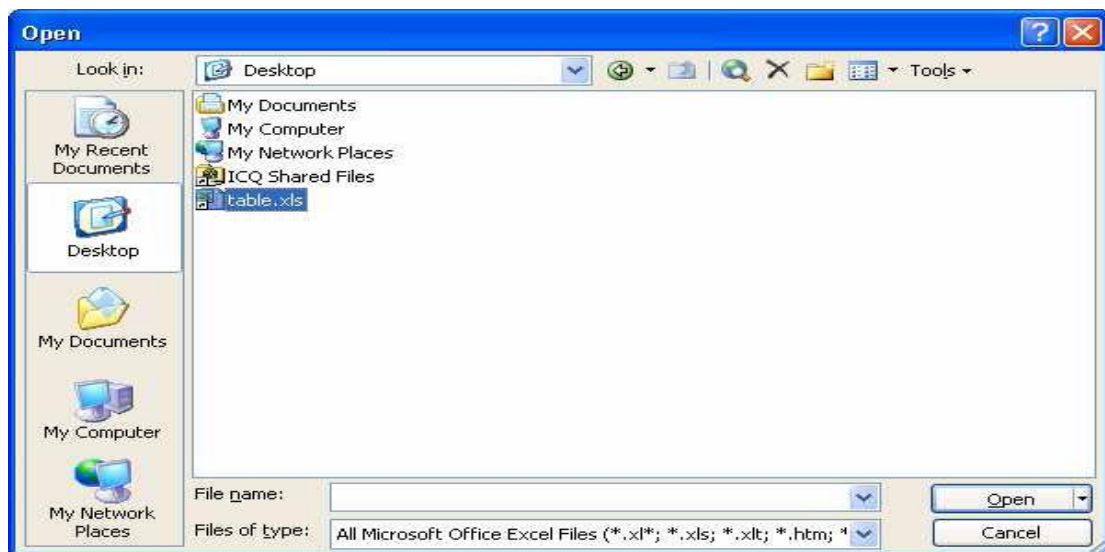 Open
Look in:
Desktop
Tools
My Recent
Documents
Desktop
My Documents
My Computer
My Network
Places
My Documents
My Computer
My Network Places
ICQ Shared Files
table.xls
File name:
Open
Files of type:
All Microsoft Office Excel Files (*.xl*; *.xls; *.xlt; *.htm; *
Cancel